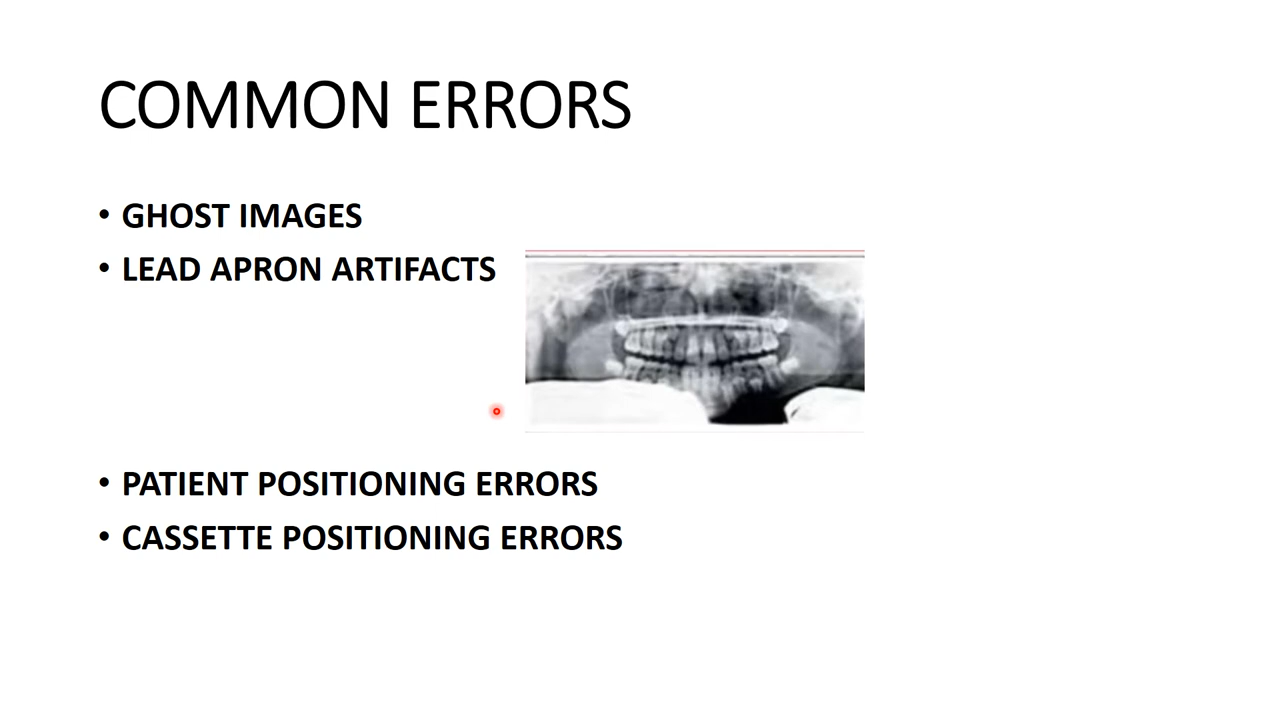 COMMON ERRORS
• GHOST IMAGES
• LEAD APRON ARTIFACTS
• PATIENT POSITIONING ERRORS
• CASSETTE POSITIONING ERRORS